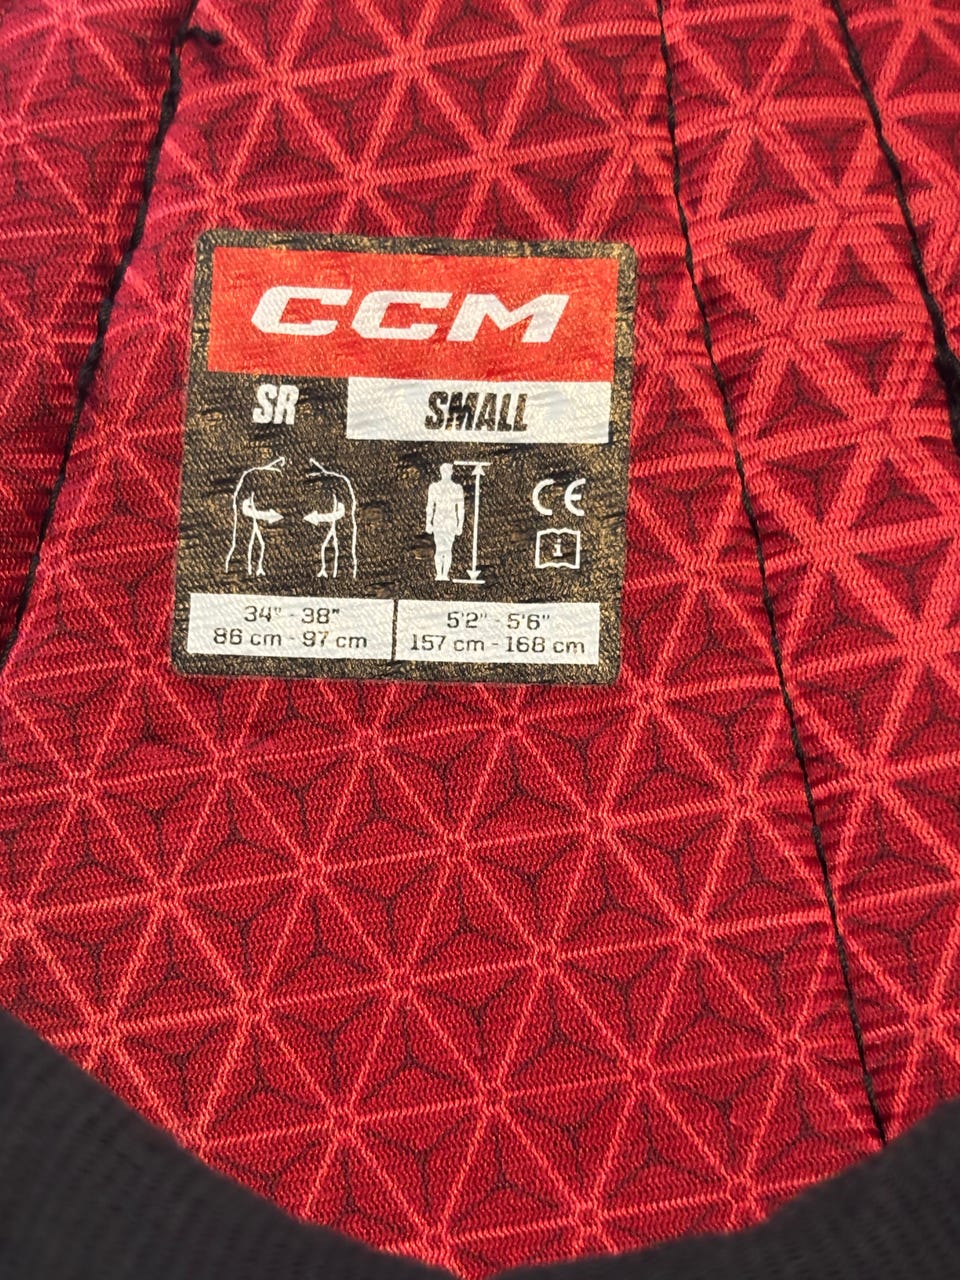 CCM
SR SMALL
CE
i
34" - 38" 5'2" - 5'6"
86 cm - 97 cm 157 cm - 168 cm